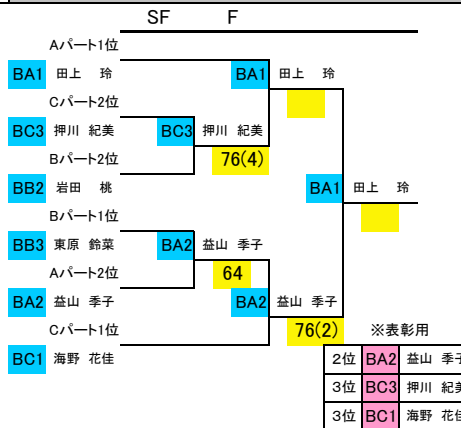 SF F
Aパート1位
BA1 田上 玲 BA1 田上 玲
Cパート2位
BC3 押川 紀美 BC3 押川 紀美
Bパート2位 76(4)
BB2 岩田 桃 BA1 田上 玲
Bパート1位
BB3 東原 鈴菜 BA2 益山 季子
Aパート2位 64
BA2 益山 季子 BA2 益山 季子
Cパート1位 76(2) ※表彰用
BC1 海野 花佳 2位 BA2 益山 季子
3位 BC3 押川 紀美
3位 BC1 海野 花佳